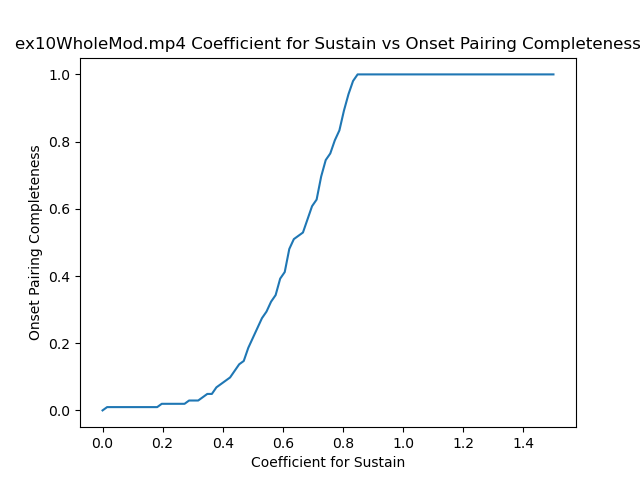 ex10WholeMod.mp4 Coefficient for Sustain vs Onset Pairing Completeness
Onset Pairing Completeness
1.0
0.8
0.6
0.4
0.2
0.0
0.0 0.2 0.4 0.6 0.8 1.0 1.2 1.4
Coefficient for Sustain